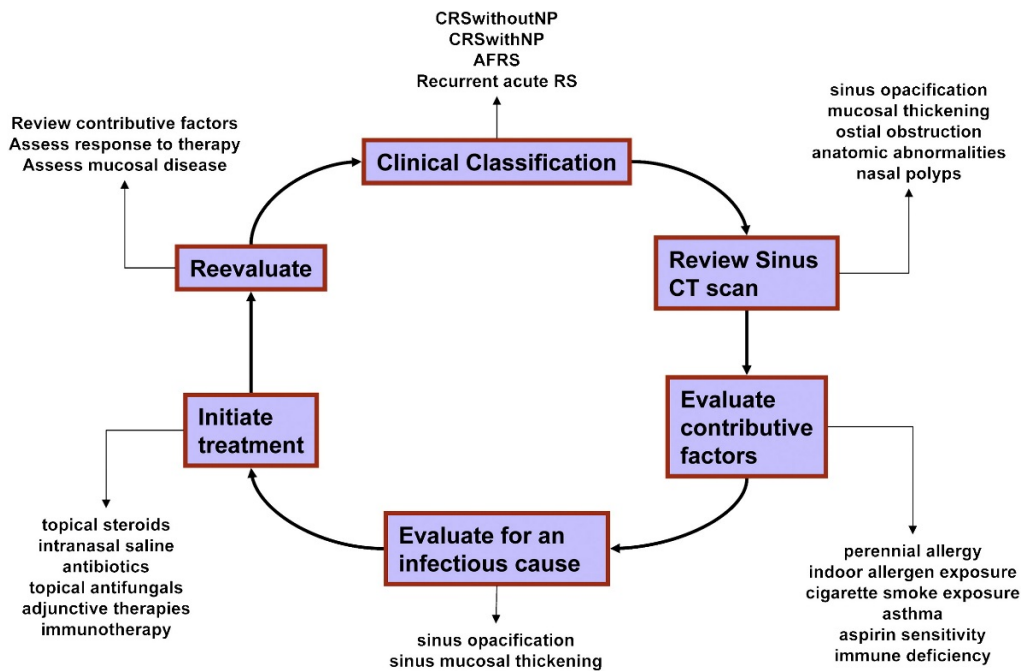 CRSwithoutNP
CRSwithNP
AFRS
Recurrent acute RS
Clinical Classification
sinus opacification
mucosal thickening
ostial obstruction
anatomic abnormalities
nasal polyps
Review Sinus
CT scan
Evaluate
contributive
factors
perennial allergy
indoor allergen exposure
cigarette smoke exposure
asthma
aspirin sensitivity
immune deficiency
Evaluate for an
infectious cause
sinus opacification
sinus mucosal thickening
Initiate
treatment
topical steroids
intranasal saline
antibiotics
topical antifungals
adjunctive therapies
immunotherapy
Reevaluate
Review contributive factors
Assess response to therapy
Assess mucosal disease